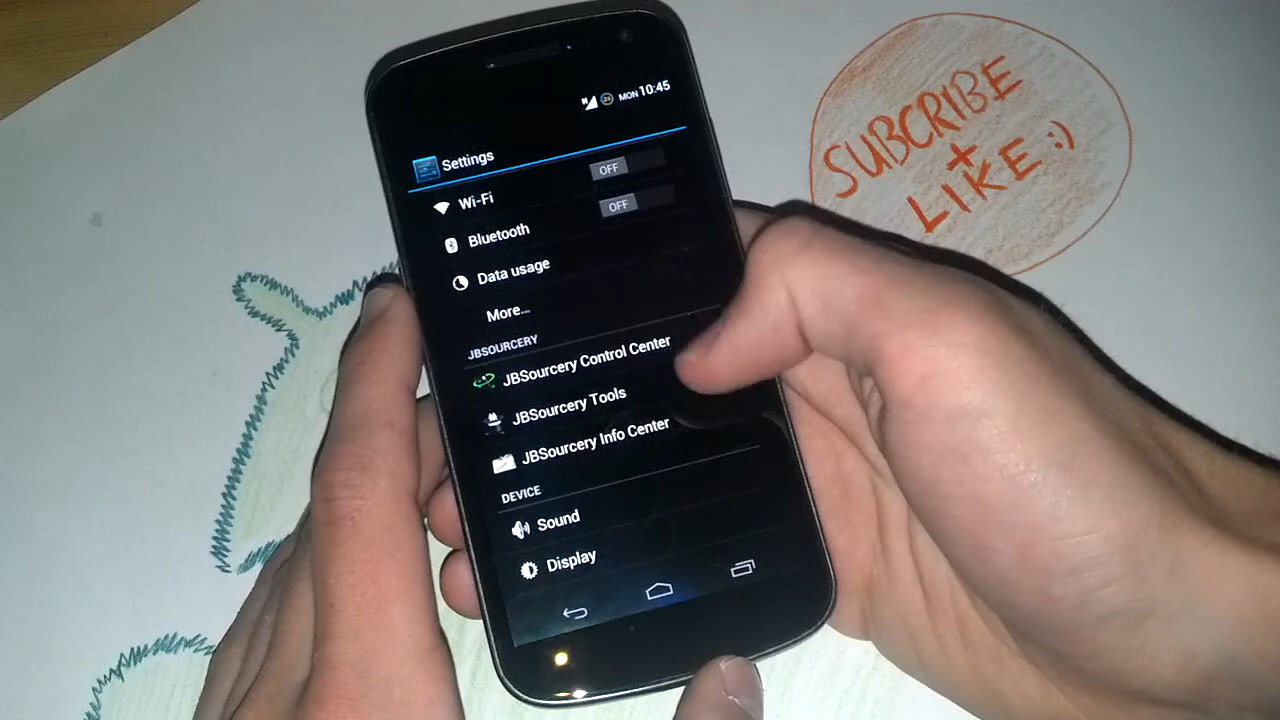 MON 10:45
Settings
Wi-Fi OFF
Bluetooth OFF
Data usage
More...
JBSOURCERY
JBSourcery Control Center
JBSourcery Tools
JBSourcery Info Center
DEVICE
Sound
Display
SUBCRIBE
+
LIKE :)